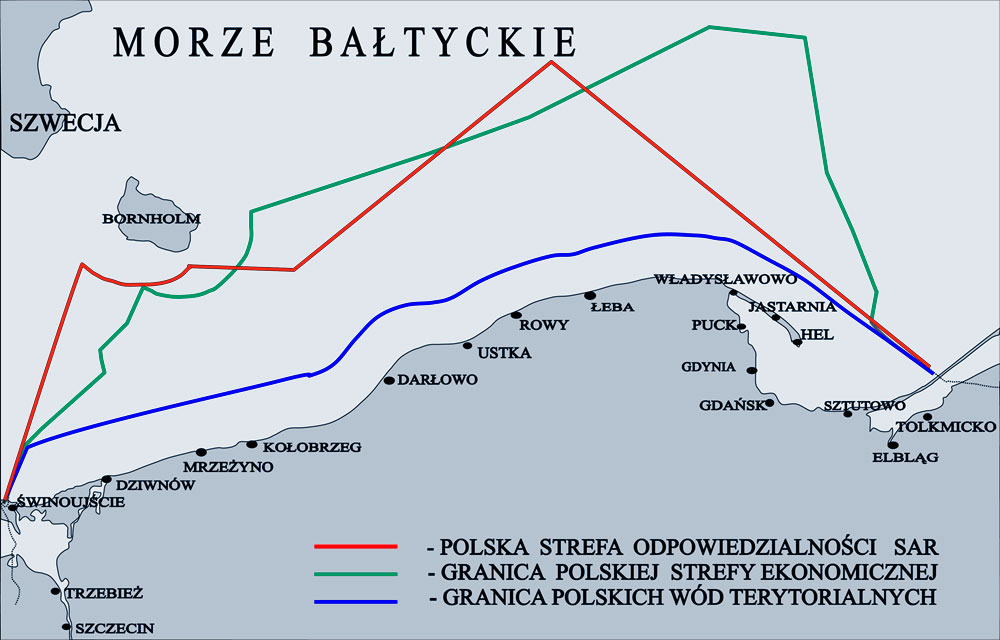 MORZE BAŁTYCKIE
SZWECJA
BORNHOLM
WŁADYSŁAWOWO
ŁEBA
JASTARNIA
ROWY
PUCK
HEL
USTKA
GDYNIA
DARŁOWO
GDAŃSK
SZTUTOWO
TOLKMICKO
KOŁOBRZEG
ELBLĄG
MRZEŻYNO
DZIWNÓW
ŚWINOUJŚCIE
- POLSKA STREFA ODPOWIEDZIALNOŚCI SAR
- GRANICA POLSKIEJ STREFY EKONOMICZNEJ
- GRANICA POLSKICH WÓD TERYTORIALNYCH
TRZEBIEŻ
SZCZECIN